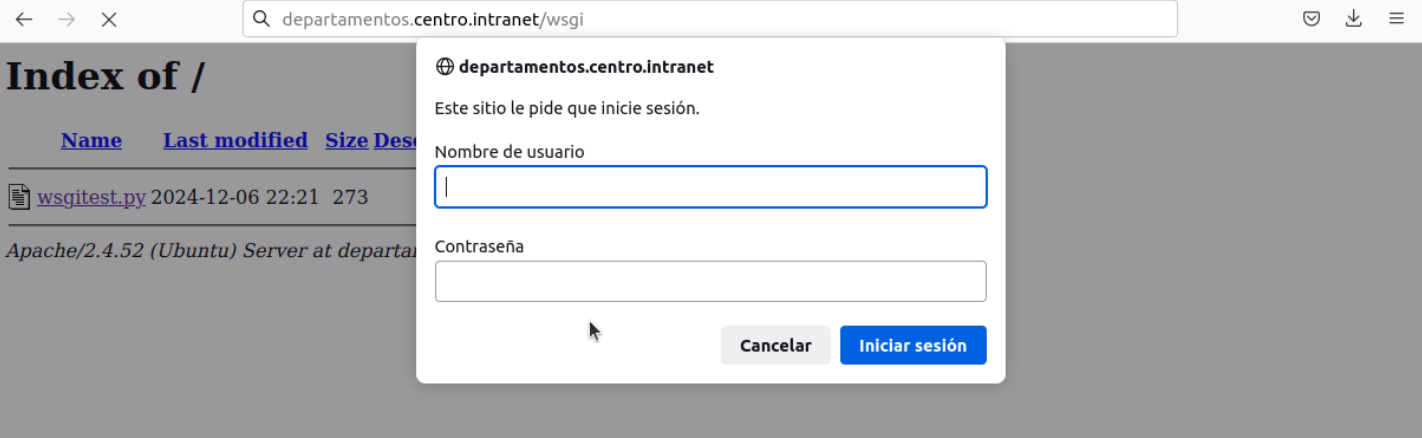 departamentos.centro.intranet/wsgi
Index of /
Name Last modified Size
wsgitest.py 2024-12-06 22:21 273
Apache/2.4.52 (Ubuntu) Server at
departamentos.centro.intranet
Este sitio le pide que inicie sesión.
Nombre de usuario
Contraseña
Cancelar Iniciar sesión